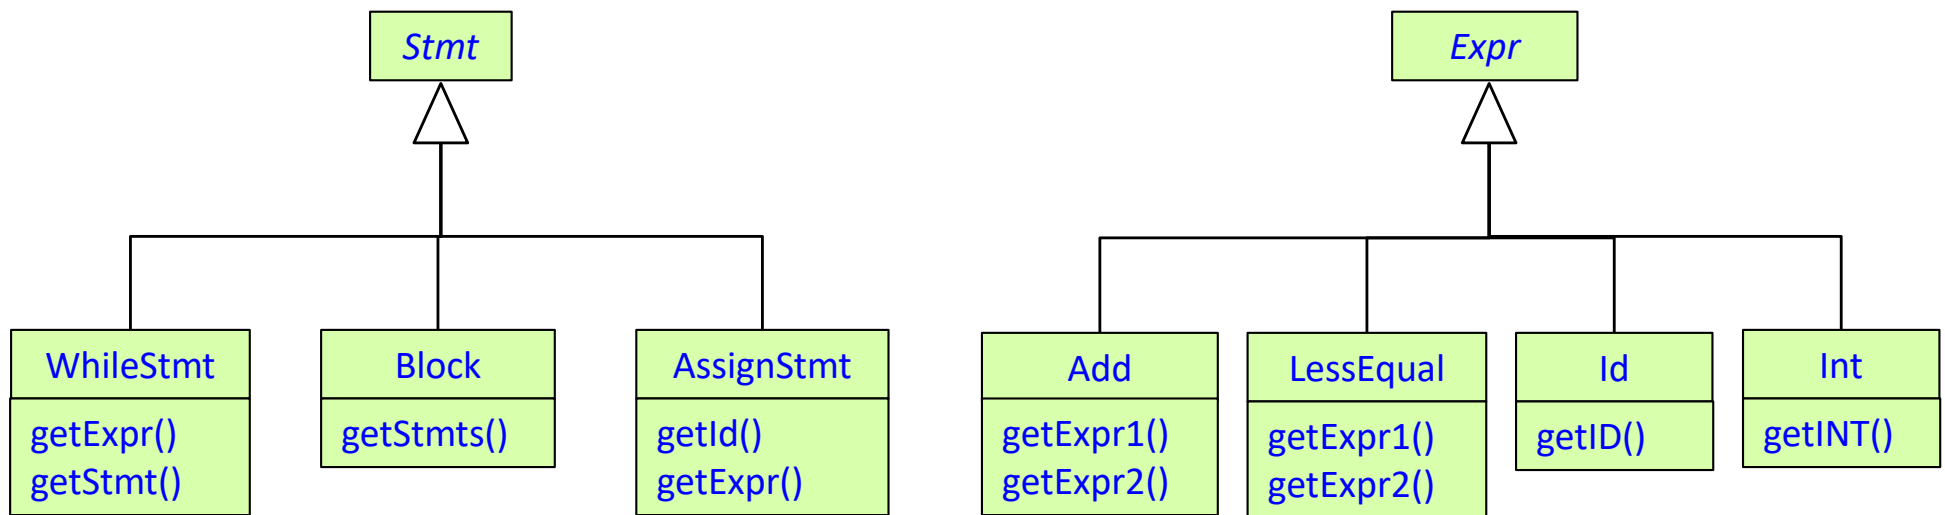 Stmt
Expr
WhileStmt
getExpr()
getStmt()
Block
getStmts()
AssignStmt
getId()
getExpr()
Add
getExpr1()
getExpr2()
LessEqual
getExpr1()
getExpr2()
Id
getID()
Int
getINT()